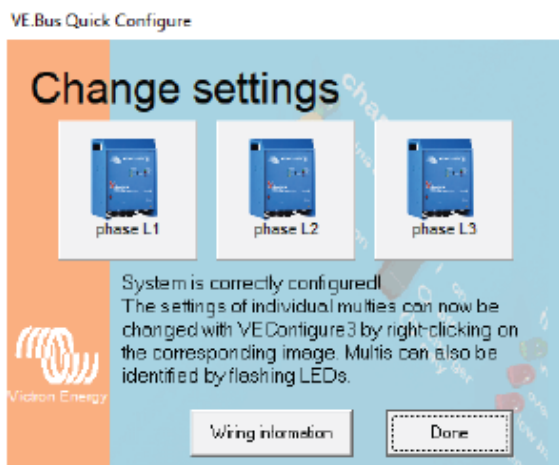 VE.Bus Quick Configure
Change settings
phase L1
phase L2
phase L3
System is correctly configured!
The settings of individual multies can now be
changed with VEConfigure3 by right-clicking on
the corresponding image. Multis can also be
identified by flashing LEDs.
Victron Energy
Wiring information
Done